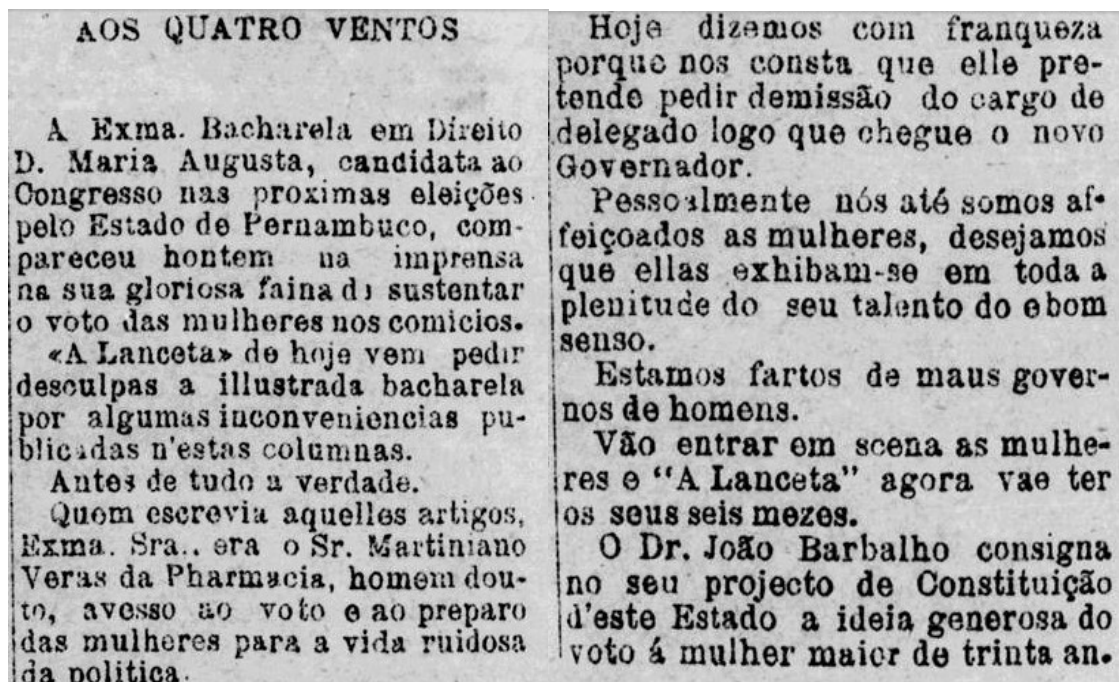 AOS QUATRO VENTOS
A Exma. Bacharela em Direito
D. Maria Augusta, candidata ao
Congresso nas proximas eleições
pelo Estado de Pernambuco, com-
pareceu hontem na imprensa
na sua gloriosa faina de sustentar
o voto das mulheres nos comicios.
«A Lanceta» de hoje vem pedir
desculpas a illustrada bacharela
por algumas inconveniencias pu-
blicadas n'estas columnas.
Antes de tudo a verdade.
Quem escrevia aquelles artigos,
Exma. Sra., era o Sr. Martiniano
Veras da Pharmacia, homem dou-
to, avesso ao voto e ao preparo
das mulheres para a vida ruidosa
da politica.
Hoje dizemos com franqueza
porque nos consta que elle pre-
tende pedir demissão do cargo de
delegado logo que chegue o novo
Governador.
Pessoalmente nós até somos af-
feiçoados as mulheres, desejamos
que ellas exhibam-se em toda a
plenitude do seu talento do e bom
senso.
Estamos fartos de maus gover-
nos de homens.
Vão entrar em scena as mulhe-
res e "A Lanceta" agora vae ter
os seus seis mezes.
O Dr. João Barbalho consigna
no seu projecto de Constituição
d'este Estado a ideia generosa do
voto á mulher maior de trinta an.